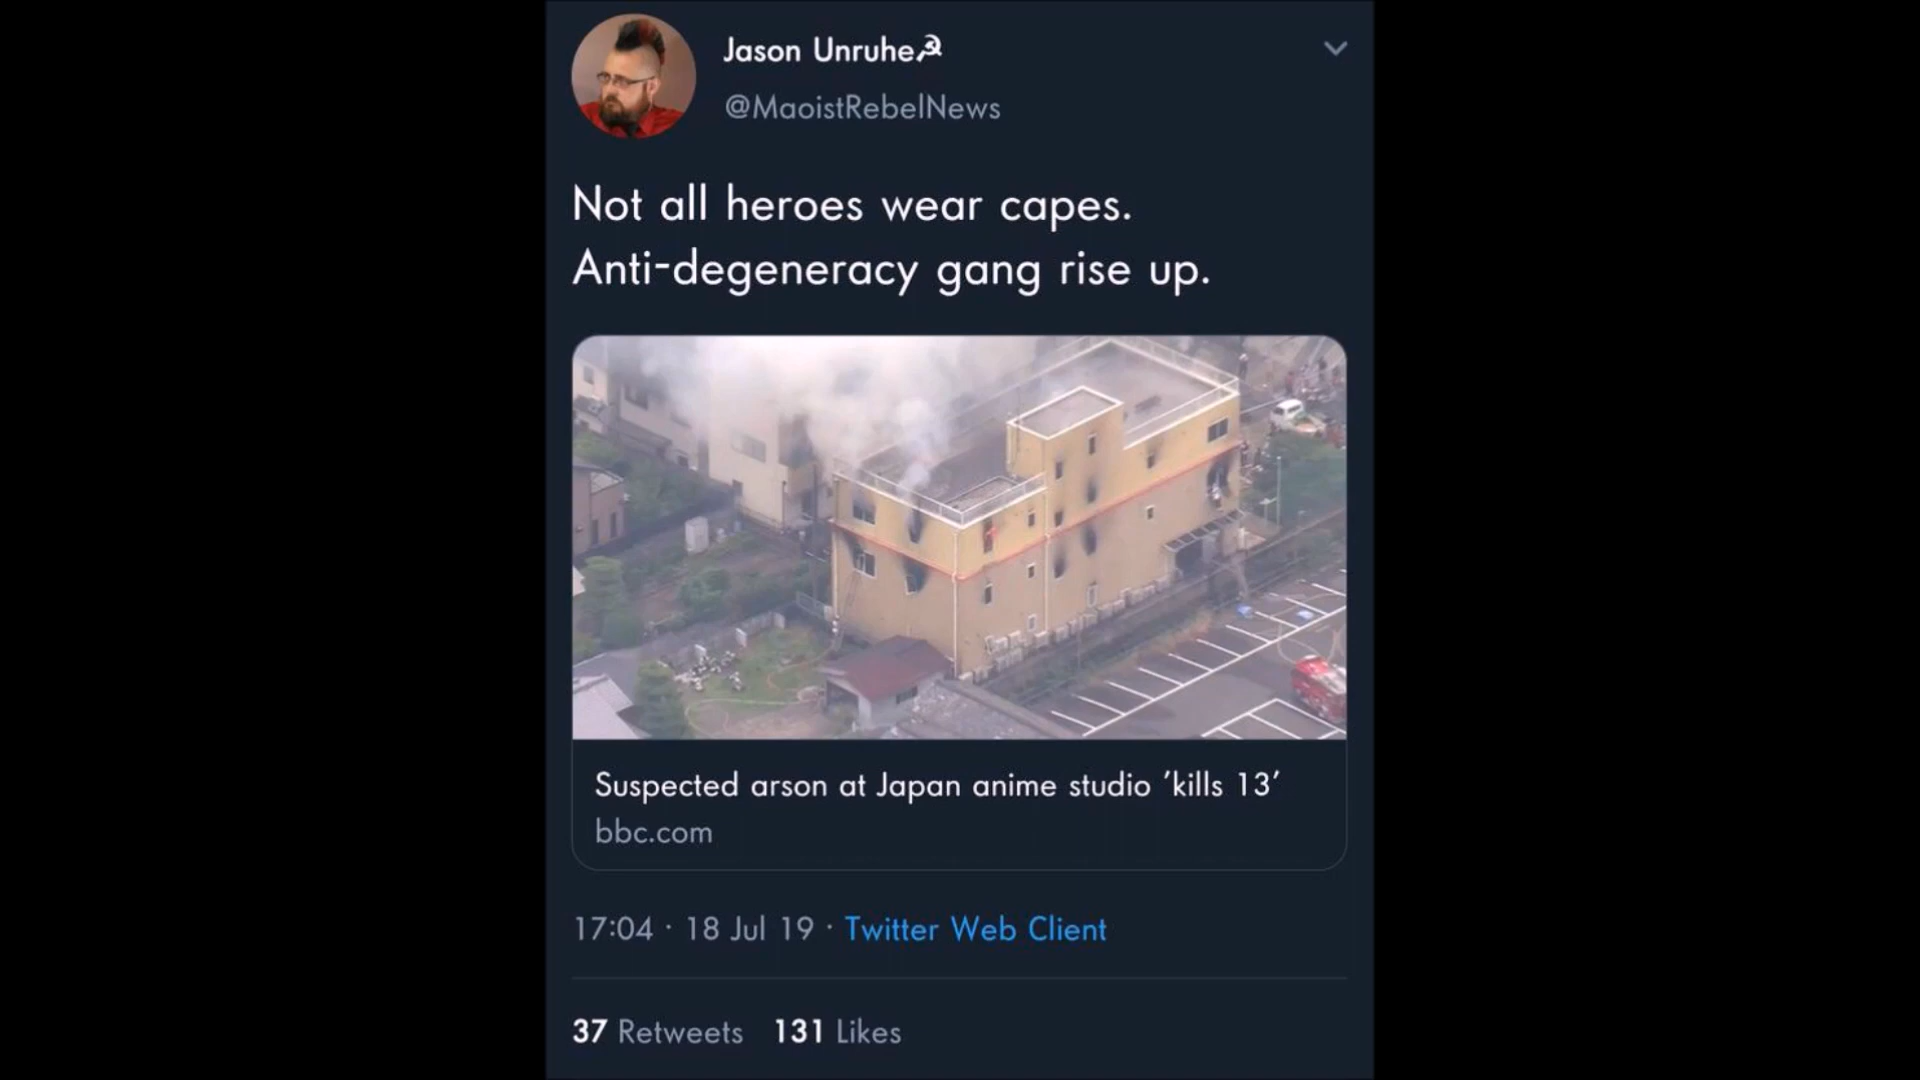 Jason Unruhe☭
@MaoistRebelNews
Not all heroes wear capes.
Anti-degeneracy gang rise up.
Suspected arson at Japan anime studio 'kills 13'
bbc.com
17:04 · 18 Jul 19 · Twitter Web Client
37 Retweets 131 Likes